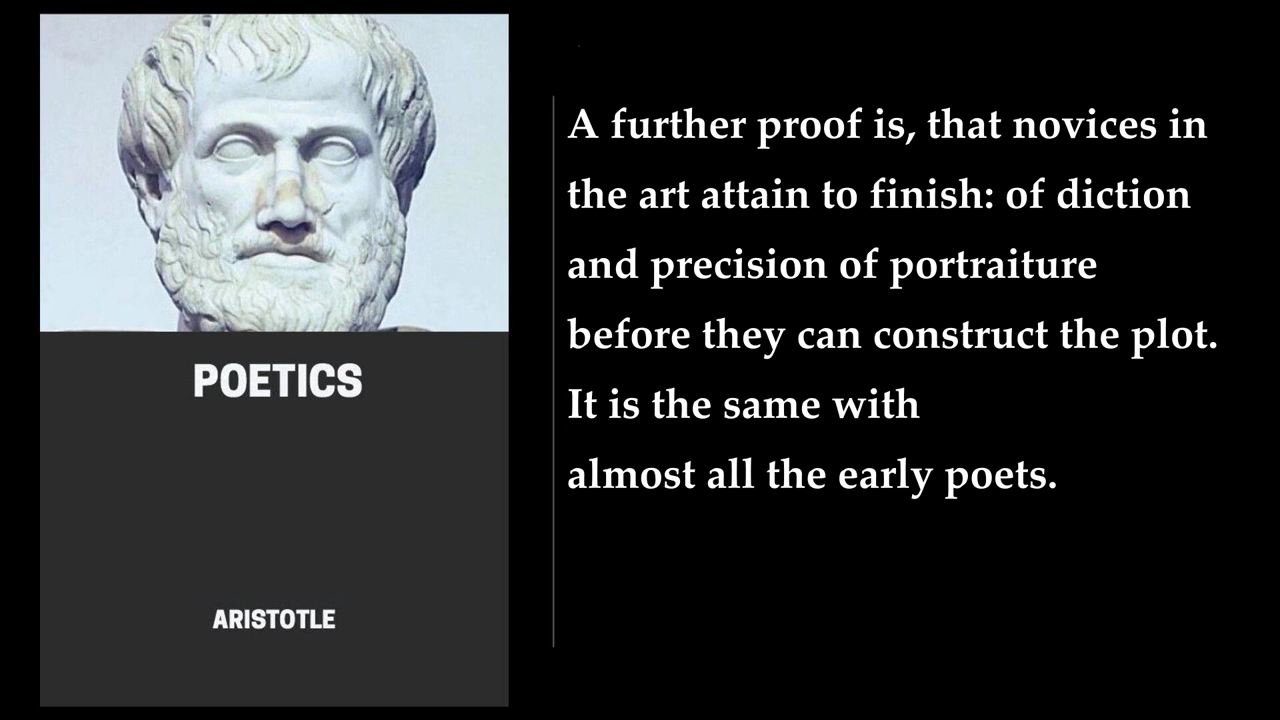 POETICS
ARISTOTLE
A further proof is, that novices in
the art attain to finish: of diction
and precision of portraiture
before they can construct the plot.
It is the same with
almost all the early poets.